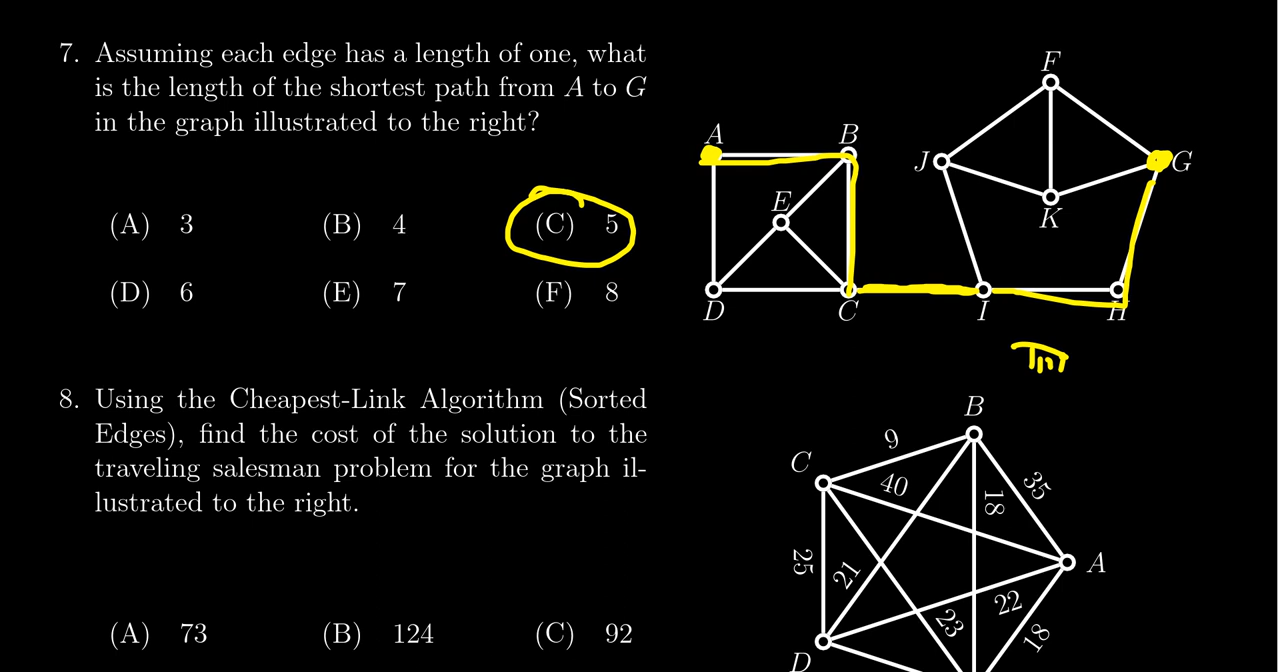 7. Assuming each edge has a length of one, what
is the length of the shortest path from A to G
in the graph illustrated to the right?
(A) 3 (B) 4 (C) 5
(D) 6 (E) 7 (F) 8
F
A B J G
E K
D C I H
8. Using the Cheapest-Link Algorithm (Sorted
Edges), find the cost of the solution to the
traveling salesman problem for the graph il-
lustrated to the right.
B
9
C 40 18 35
25 21 A
22
23 18
D
(A) 73 (B) 124 (C) 92